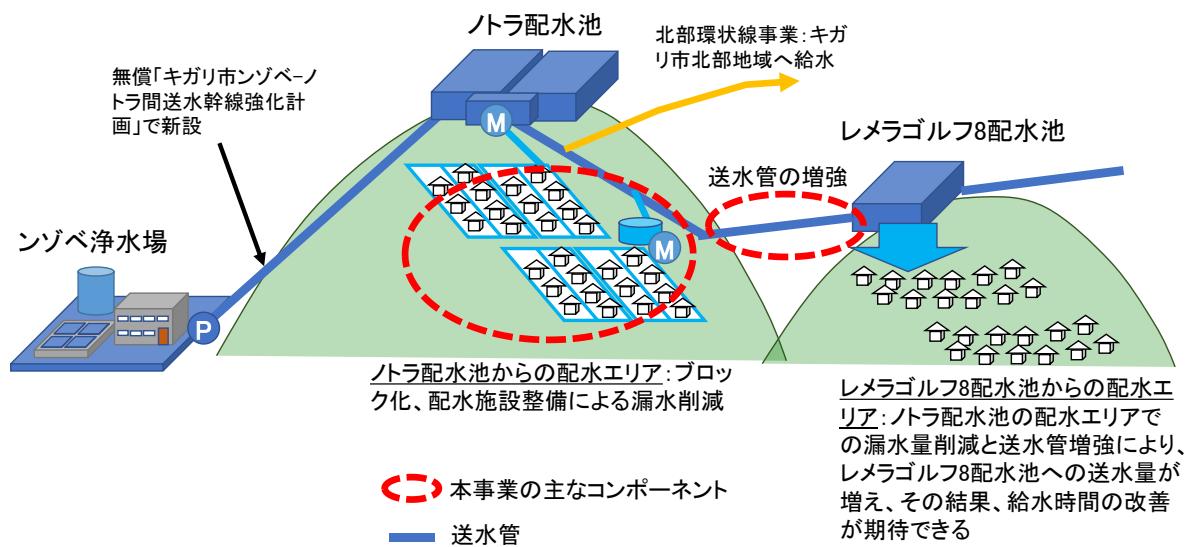 ノトラ配水池
北部環状線事業：キガ
リ市北部地域へ給水
無償「キガリ市ンゾベ−ノ
トラ間送水幹線強化計
画」で新設
M
レメラゴルフ8配水池
送水管の増強
ンゾベ浄水場
M
P
ノトラ配水池からの配水エリア：ブロッ
ク化、配水施設整備による漏水削減
レメラゴルフ8配水池からの配水エ
リア：ノトラ配水池の配水エリアで
の漏水量削減と送水管増強により、
レメラゴルフ8配水池への送水量が
増え、その結果、給水時間の改善
が期待できる
本事業の主なコンポーネント
送水管